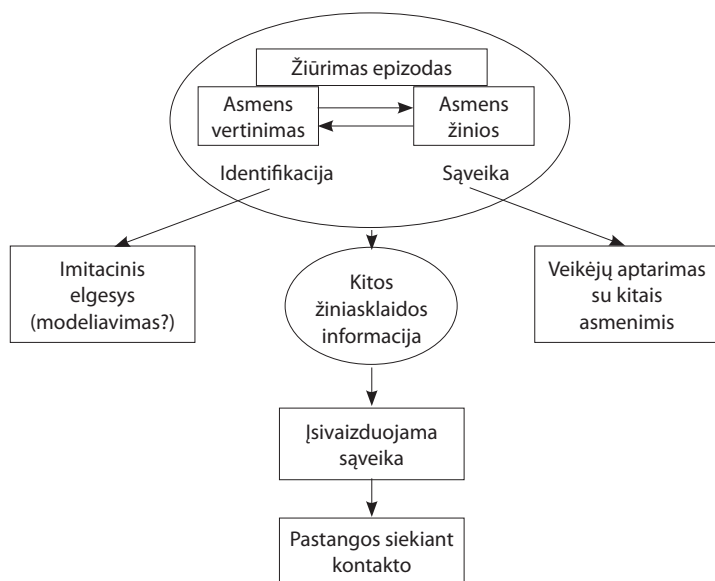 Žiūrimas epizodas
Asmens
vertinimas
Asmens
žinios
Identifikacija
Sąveika
Imitacinis
elgesys
(modeliavimas?)
Kitos
žiniasklaidos
informacija
Veikėjų aptarimas
su kitais
asmenimis
Įsivaizduojama
sąveika
Pastangos siekiant
kontakto